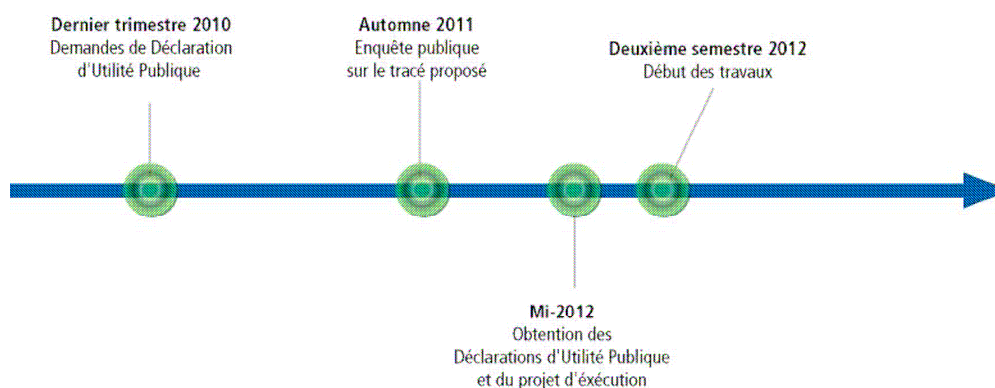 Dernier trimestre 2010
Demandes de Déclaration
d'Utilité Publique
Automne 2011
Enquête publique
sur le tracé proposé
Deuxième semestre 2012
Début des travaux
Mi-2012
Obtention des
Déclarations d'Utilité Publique
et du projet d'éxécution